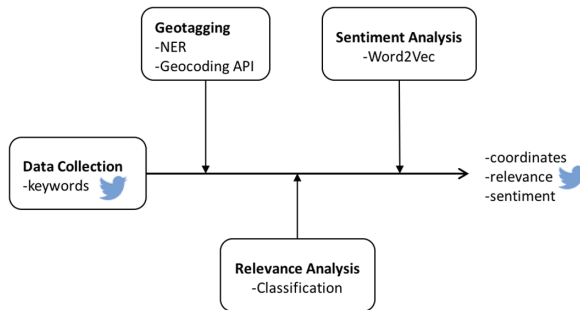 Geotagging
-NER
-Geocoding API
Sentiment Analysis
-Word2Vec
Data Collection
-keywords
-coordinates
-relevance
-sentiment
Relevance Analysis
-Classification